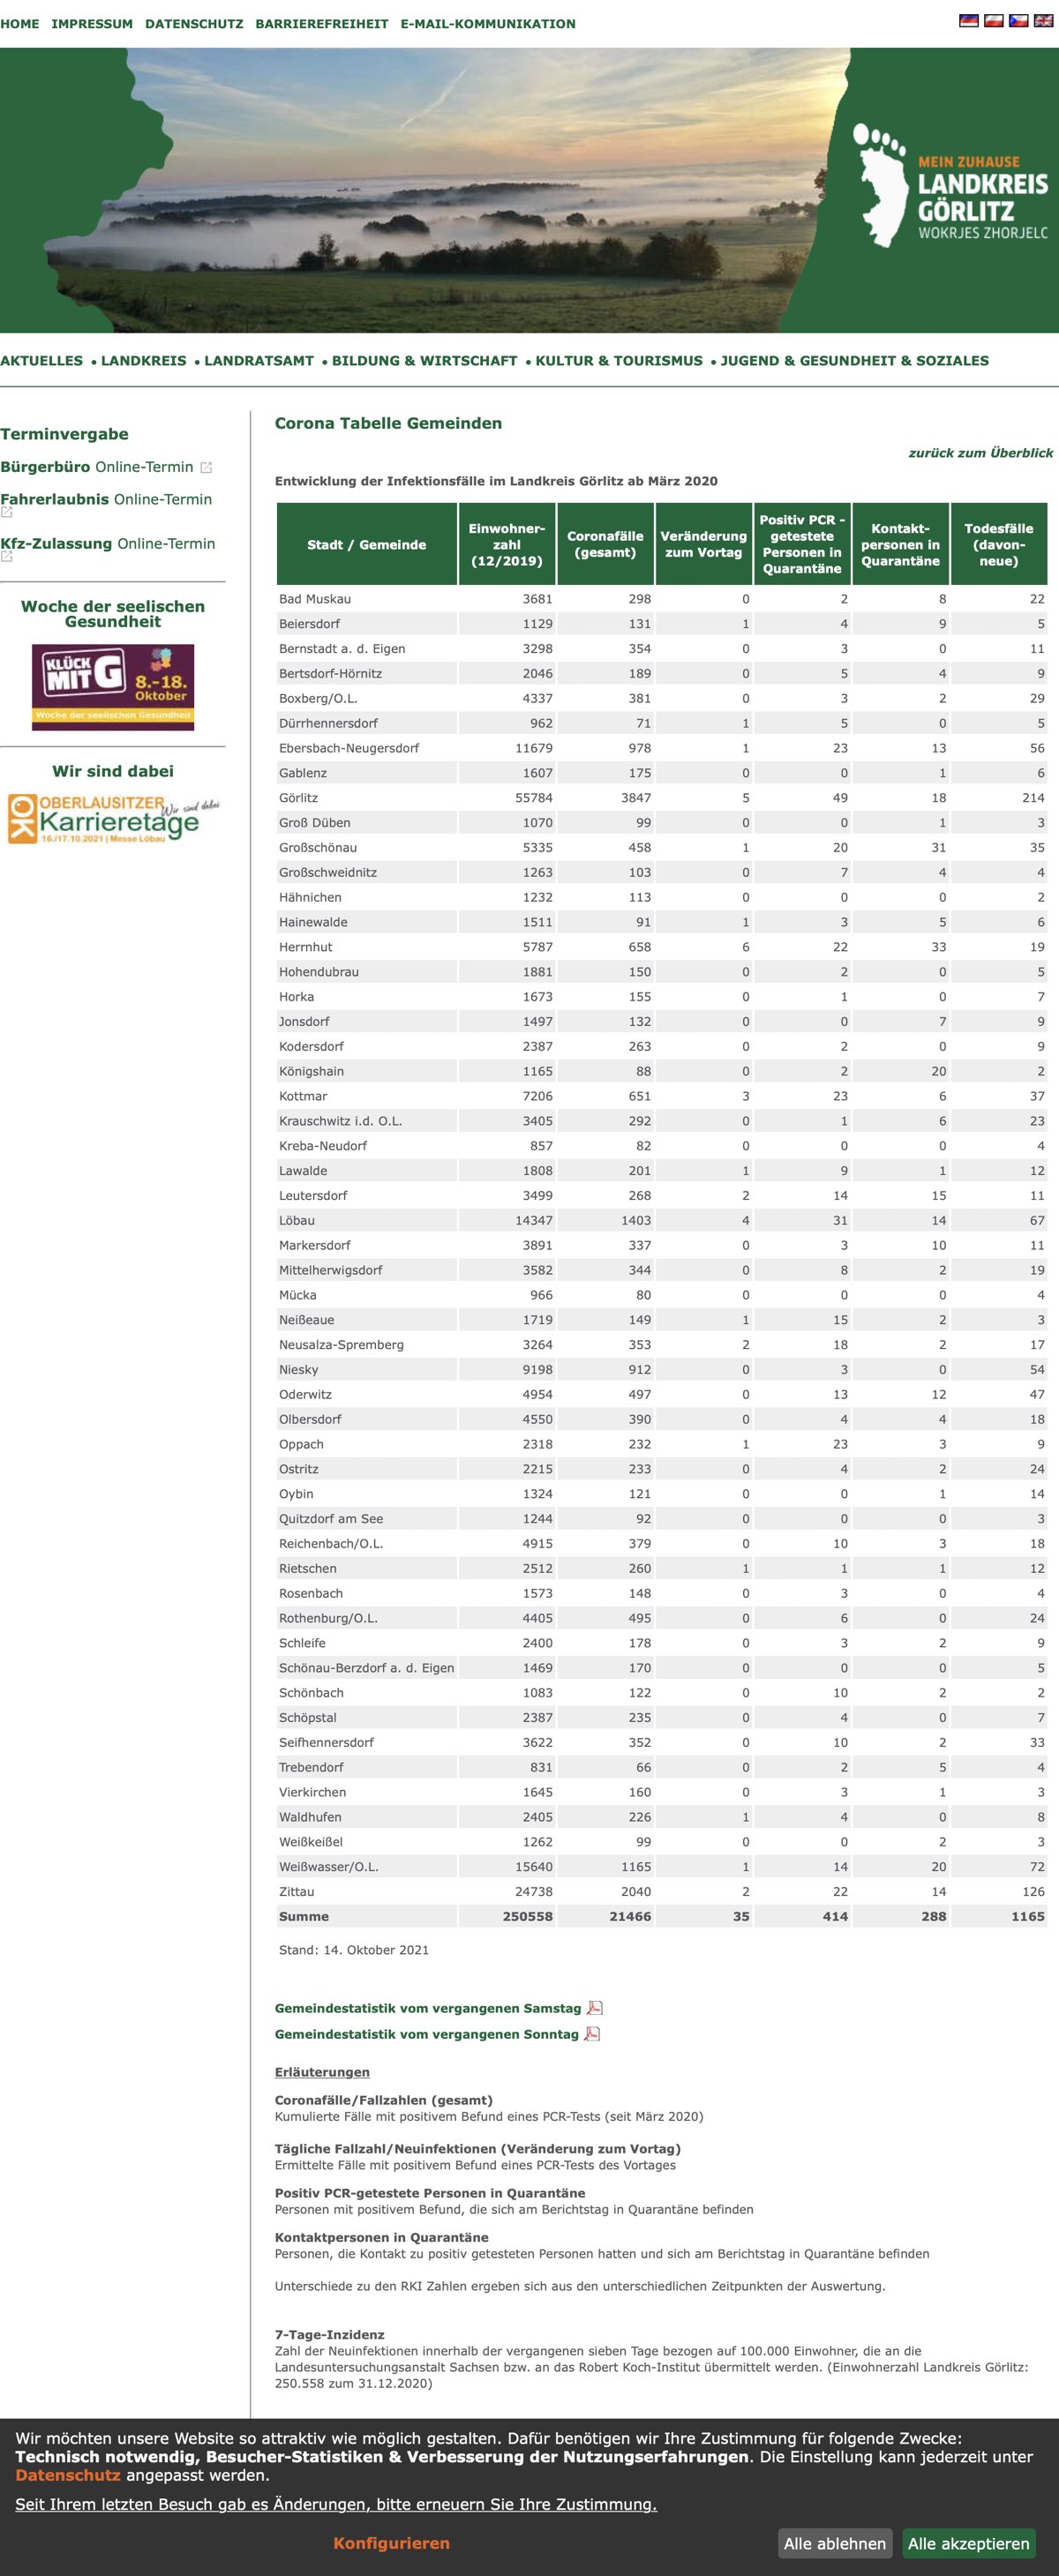 HOME IMPRESSUM DATENSCHUTZ BARRIEREFREIHEIT E-MAIL-KOMMUNIKATION
MEIN ZUHAUSE
LANDKREIS
GÖRLITZ
WOKRJES ZHORJELC
AKTUELLES • LANDKREIS • LANDRATSAMT • BILDUNG & WIRTSCHAFT • KULTUR & TOURISMUS • JUGEND & GESUNDHEIT & SOZIALES
Terminvergabe
Bürgerbüro Online-Termin
Fahrerlaubnis Online-Termin
Kfz-Zulassung Online-Termin
Woche der seelischen
Gesundheit
KLÜCK
MIT G
8.-18.
Oktober
Woche der seelischen Gesundheit
Wir sind dabei
OK
OBERLAUSITZER
Wir sind dabei
Karrieretage
16./17.10.2021 | Messe Löbau
Corona Tabelle Gemeinden
zurück zum Überblick
Entwicklung der Infektionsfälle im Landkreis Görlitz ab März 2020
Stadt / Gemeinde
Einwohner-
zahl
(12/2019)
Coronafälle
(gesamt)
Veränderung
zum Vortag
Positiv PCR -
getestete
Personen in
Quarantäne
Kontakt-
personen in
Quarantäne
Todesfälle
(davon-
neue)
Bad Muskau 3681 298 0 2 8 22
Beiersdorf 1129 131 1 4 9 5
Bernstadt a. d. Eigen 3298 354 0 3 0 11
Bertsdorf-Hörnitz 2046 189 0 5 4 9
Boxberg/O.L. 4337 381 0 3 2 29
Dürrhennersdorf 962 71 1 5 0 5
Ebersbach-Neugersdorf 11679 978 1 23 13 56
Gablenz 1607 175 0 0 1 6
Görlitz 55784 3847 5 49 18 214
Groß Düben 1070 99 0 0 1 3
Großschönau 5335 458 1 20 31 35
Großschweidnitz 1263 103 0 7 4 4
Hähnichen 1232 113 0 0 0 2
Hainewalde 1511 91 1 3 5 6
Herrnhut 5787 658 6 22 33 19
Hohendubrau 1881 150 0 2 0 5
Horka 1673 155 0 1 0 7
Jonsdorf 1497 132 0 0 7 9
Kodersdorf 2387 263 0 2 0 9
Königshain 1165 88 0 2 20 2
Kottmar 7206 651 3 23 6 37
Krauschwitz i.d. O.L. 3405 292 0 1 6 23
Kreba-Neudorf 857 82 0 0 0 4
Lawalde 1808 201 1 9 1 12
Leutersdorf 3499 268 2 14 15 11
Löbau 14347 1403 4 31 14 67
Markersdorf 3891 337 0 3 10 11
Mittelherwigsdorf 3582 344 0 8 2 19
Mücka 966 80 0 0 0 4
Neißeaue 1719 149 1 15 2 3
Neusalza-Spremberg 3264 353 2 18 2 17
Niesky 9198 912 0 3 0 54
Oderwitz 4954 497 0 13 12 47
Olbersdorf 4550 390 0 4 4 18
Oppach 2318 232 1 23 3 9
Ostritz 2215 233 0 4 2 24
Oybin 1324 121 0 0 1 14
Quitzdorf am See 1244 92 0 0 0 3
Reichenbach/O.L. 4915 379 0 10 3 18
Rietschen 2512 260 1 1 1 12
Rosenbach 1573 148 0 3 0 4
Rothenburg/O.L. 4405 495 0 6 0 24
Schleife 2400 178 0 3 2 9
Schönau-Berzdorf a. d. Eigen 1469 170 0 0 0 5
Schönbach 1083 122 0 10 2 2
Schöpstal 2387 235 0 4 0 7
Seifhennersdorf 3622 352 0 10 2 33
Trebendorf 831 66 0 2 5 4
Vierkirchen 1645 160 0 3 1 3
Waldhufen 2405 226 1 4 0 8
Weißkeißel 1262 99 0 0 2 3
Weißwasser/O.L. 15640 1165 1 14 20 72
Zittau 24738 2040 2 22 14 126
Summe 250558 21466 35 414 288 1165
Stand: 14. Oktober 2021
Gemeindestatistik vom vergangenen Samstag
Gemeindestatistik vom vergangenen Sonntag
Erläuterungen
Coronafälle/Fallzahlen (gesamt)
Kumulierte Fälle mit positivem Befund eines PCR-Tests (seit März 2020)
Tägliche Fallzahl/Neuinfektionen (Veränderung zum Vortag)
Ermittelte Fälle mit positivem Befund eines PCR-Tests des Vortages
Positiv PCR-getestete Personen in Quarantäne
Personen mit positivem Befund, die sich am Berichtstag in Quarantäne befinden
Kontaktpersonen in Quarantäne
Personen, die Kontakt zu positiv getesteten Personen hatten und sich am Berichtstag in Quarantäne befinden
Unterschiede zu den RKI Zahlen ergeben sich aus den unterschiedlichen Zeitpunkten der Auswertung.
7-Tage-Inzidenz
Zahl der Neuinfektionen innerhalb der vergangenen sieben Tage bezogen auf 100.000 Einwohner, die an die
Landesuntersuchungsanstalt Sachsen bzw. an das Robert Koch-Institut übermittelt werden. (Einwohnerzahl Landkreis Görlitz:
250.558 zum 31.12.2020)
Wir möchten unsere Website so attraktiv wie möglich gestalten. Dafür benötigen wir Ihre Zustimmung für folgende Zwecke:
Technisch notwendig, Besucher-Statistiken & Verbesserung der Nutzungserfahrungen. Die Einstellung kann jederzeit unter
Datenschutz angepasst werden.
Seit Ihrem letzten Besuch gab es Änderungen, bitte erneuern Sie Ihre Zustimmung.
Konfigurieren
Alle ablehnen
Alle akzeptieren